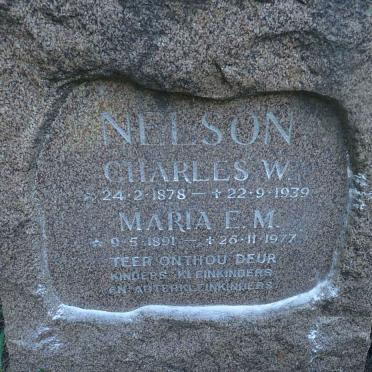 NELSON
CHARLES W.
* 24·2·1878 — † 22·9·1939
MARIA E.M.
* 9·5·1891 — † 26·11·1977
TEER ONTHOU DEUR
KINDERS KLEINKINDERS
EN AGTERKLEINKINDERS